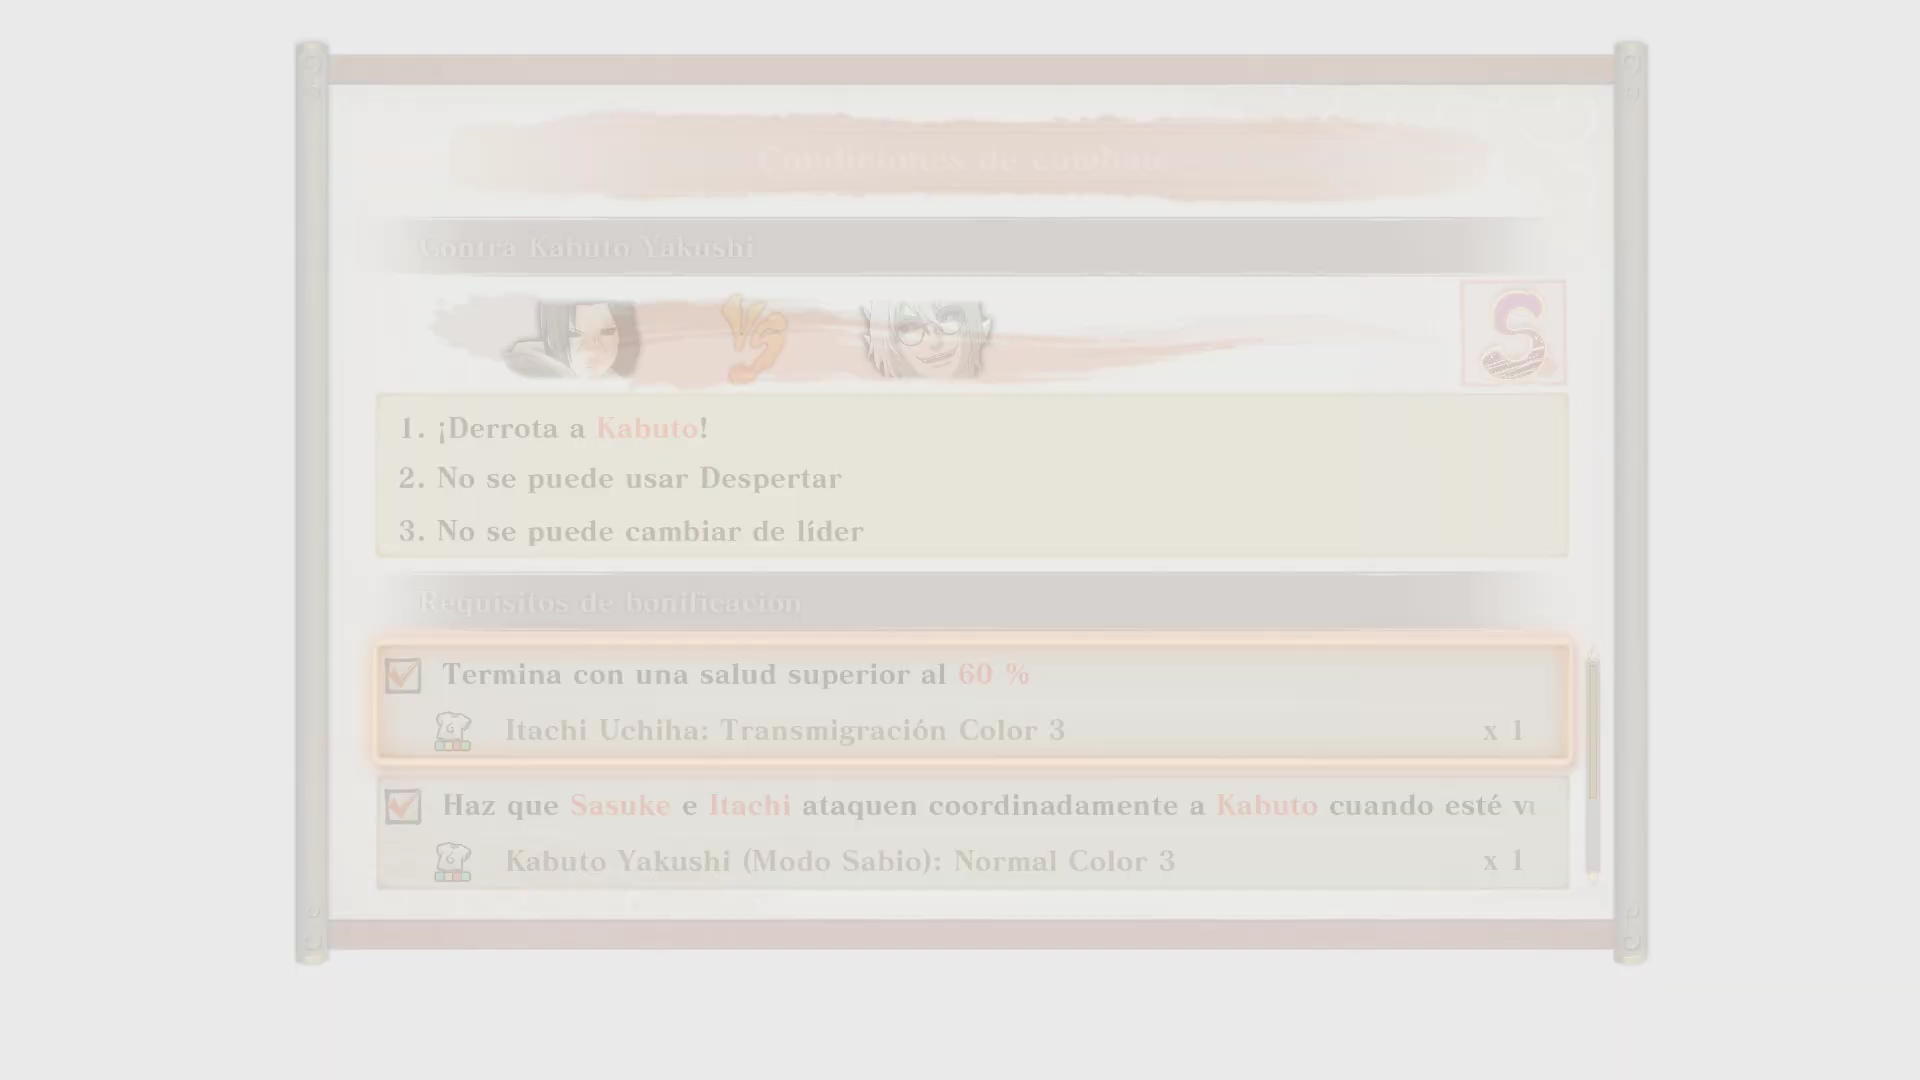 Condiciones de combate
Contra Kabuto Yakushi
VS
S
1. ¡Derrota a Kabuto!
2. No se puede usar Despertar
3. No se puede cambiar de líder
Requisitos de bonificación
Termina con una salud superior al 60 %
Itachi Uchiha: Transmigración Color 3 x 1
Haz que Sasuke e Itachi ataquen coordinadamente a Kabuto cuando esté
Kabuto Yakushi (Modo Sabio): Normal Color 3 x 1